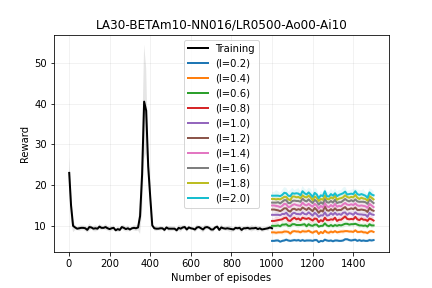 LA30-BETAm10-NN016/LR0500-Ao00-Ai10
Reward
50
40
30
20
10
Training
(l=0.2)
(l=0.4)
(l=0.6)
(l=0.8)
(l=1.0)
(l=1.2)
(l=1.4)
(l=1.6)
(l=1.8)
(l=2.0)
0 200 400 600 800 1000 1200 1400
Number of episodes